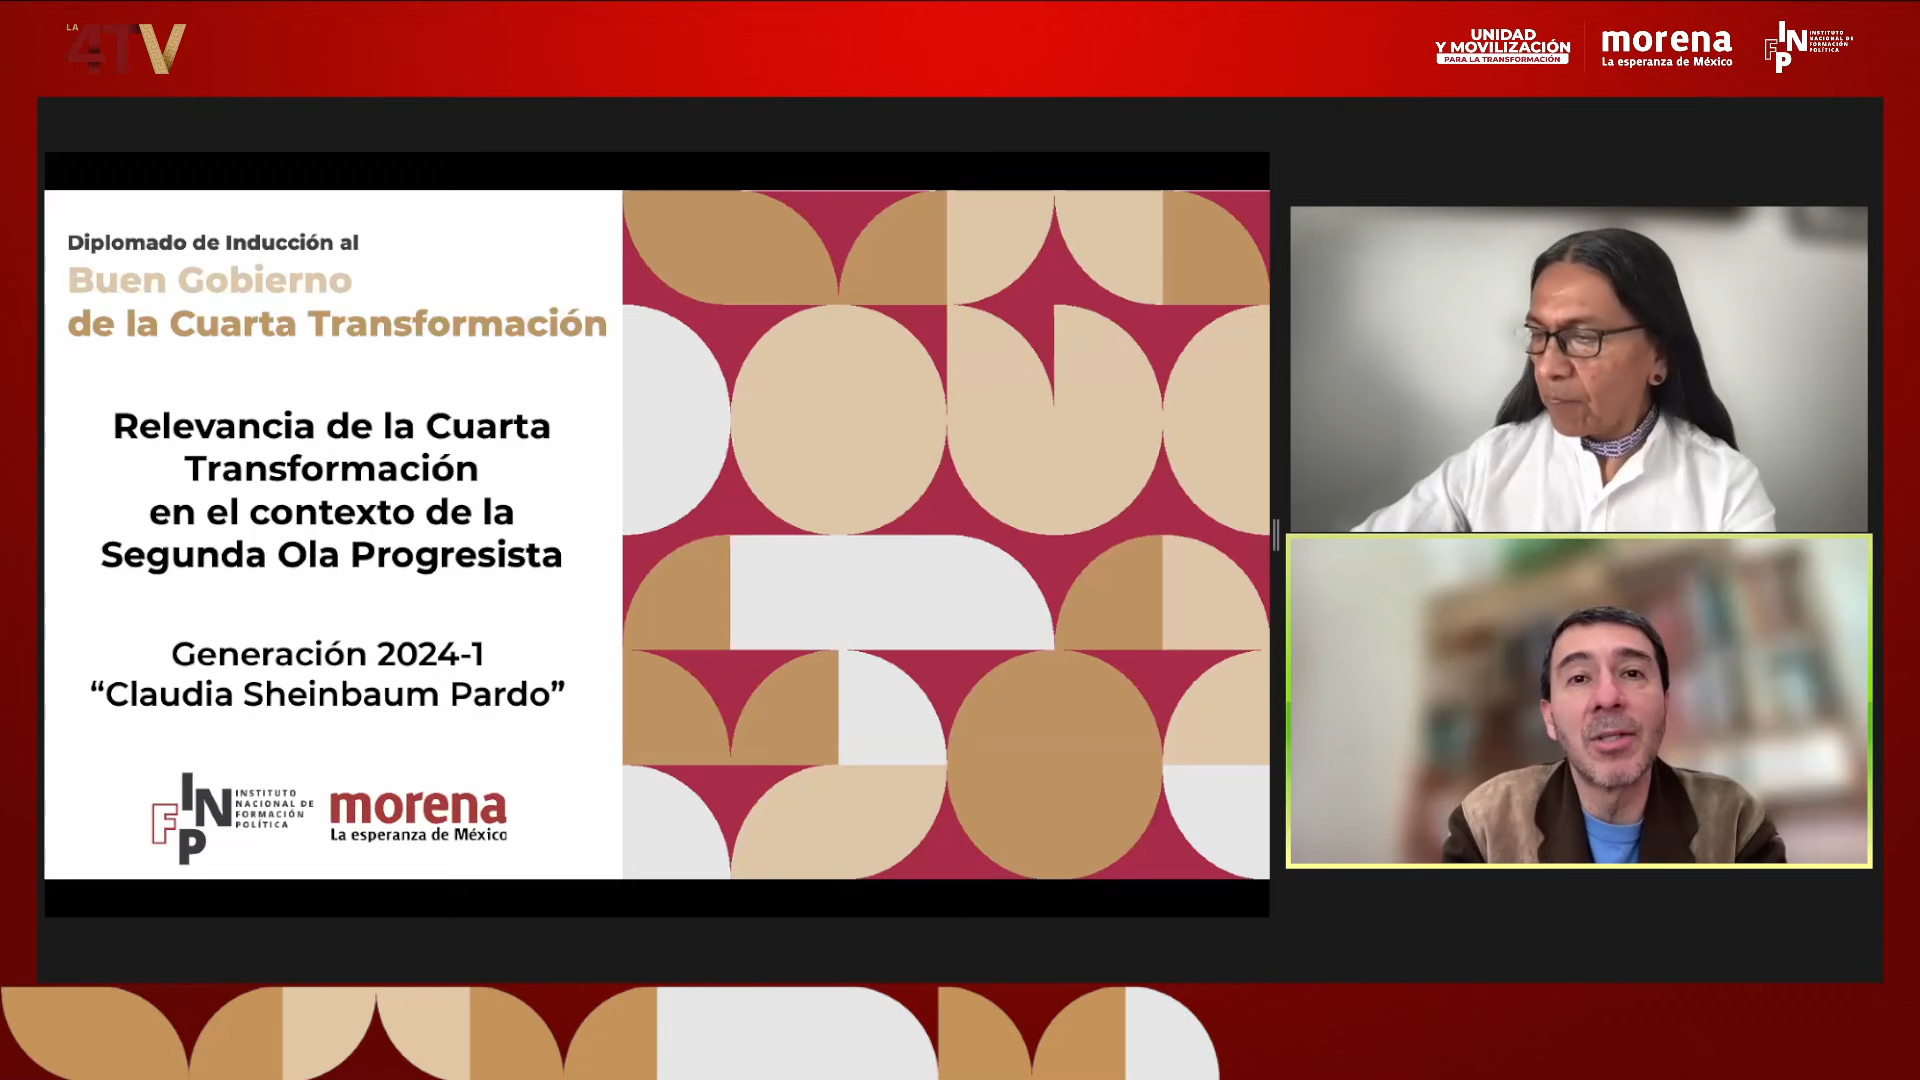 LA
4TV
UNIDAD
Y MOVILIZACIÓN
PARA LA TRANSFORMACIÓN
morena
La esperanza de México
INFP
INSTITUTO
NACIONAL DE
FORMACIÓN
POLÍTICA
Diplomado de Inducción al
Buen Gobierno
de la Cuarta Transformación
Relevancia de la Cuarta
Transformación
en el contexto de la
Segunda Ola Progresista
Generación 2024-1
“Claudia Sheinbaum Pardo”
INFP
INSTITUTO
NACIONAL DE
FORMACIÓN
POLÍTICA
morena
La esperanza de México